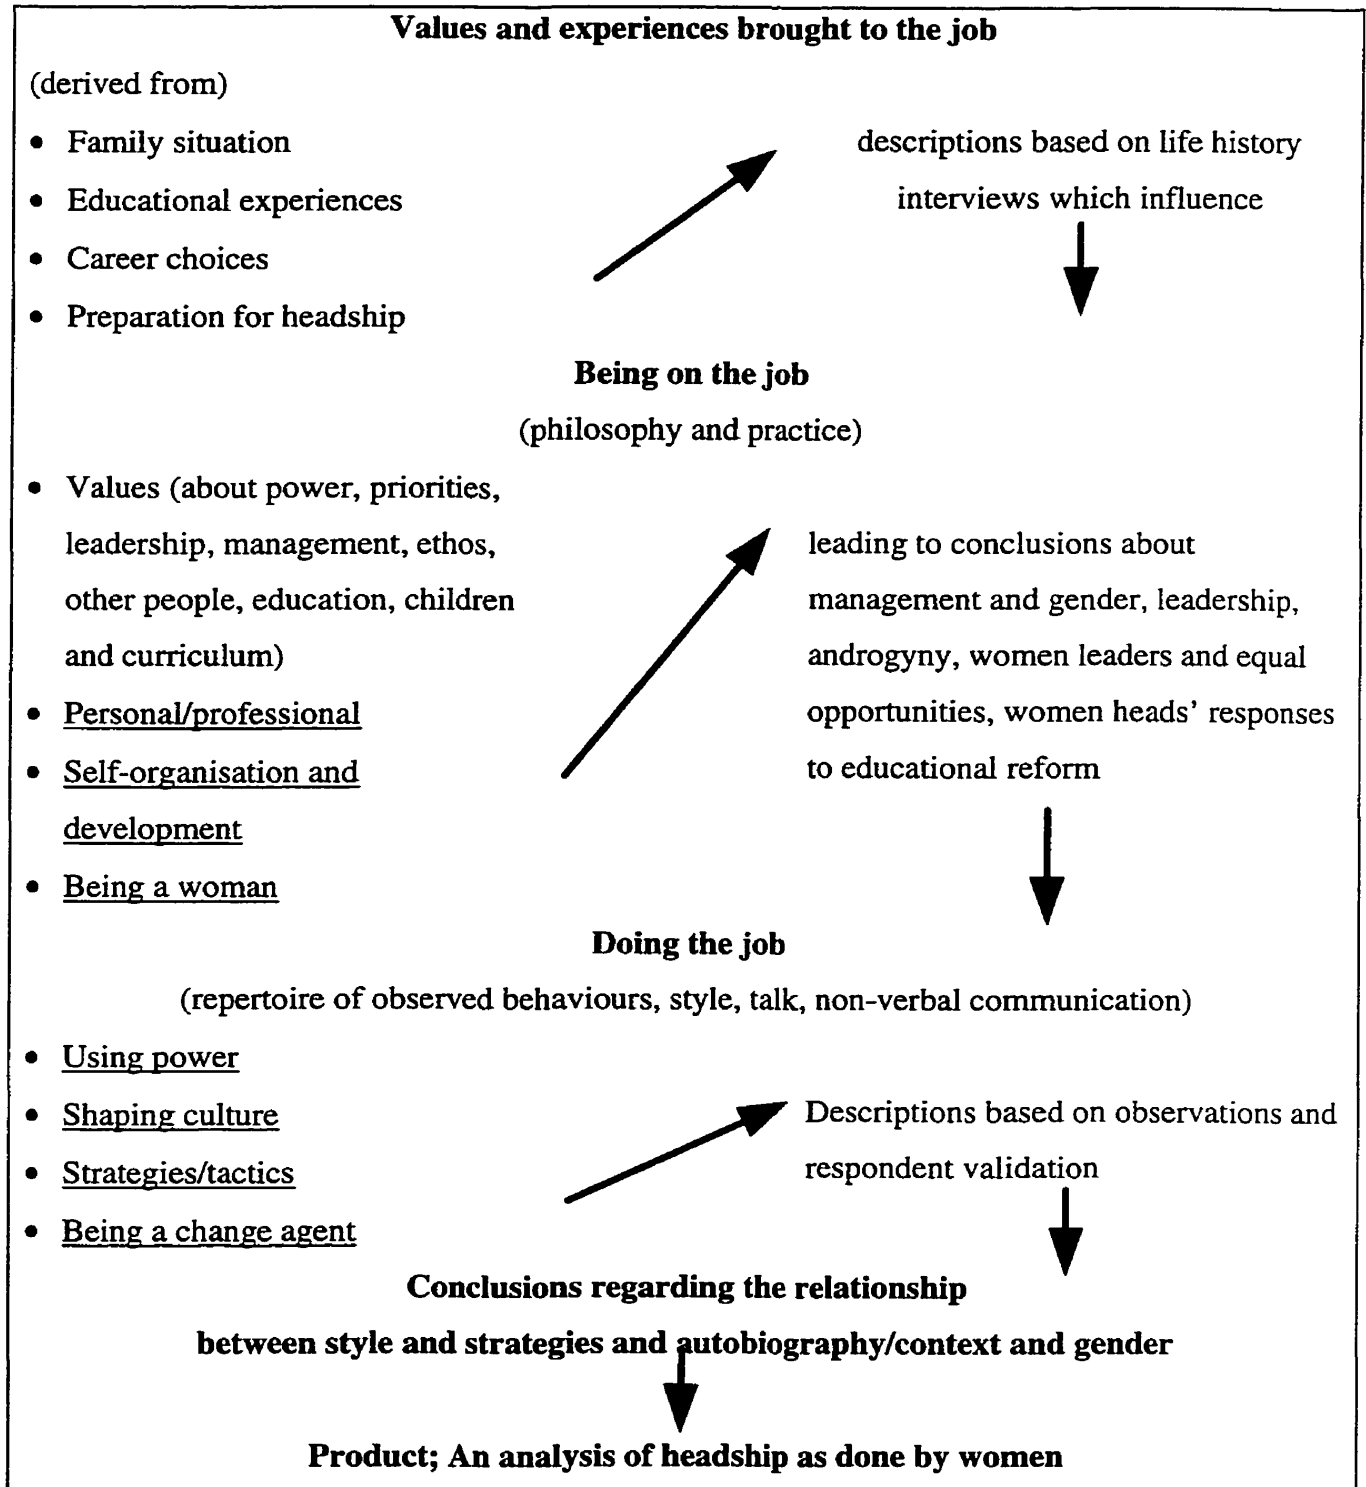 Values and experiences brought to the job
(derived from)
• Family situation
• Educational experiences
• Career choices
• Preparation for headship
descriptions based on life history
interviews which influence
Being on the job
(philosophy and practice)
• Values (about power, priorities,
leadership, management, ethos,
other people, education, children
and curriculum)
• Personal/professional
• Self-organisation and
development
• Being a woman
leading to conclusions about
management and gender, leadership,
androgyny, women leaders and equal
opportunities, women heads' responses
to educational reform
Doing the job
(repertoire of observed behaviours, style, talk, non-verbal communication)
• Using power
• Shaping culture
• Strategies/tactics
• Being a change agent
Descriptions based on observations and
respondent validation
Conclusions regarding the relationship
between style and strategies and autobiography/context and gender
Product; An analysis of headship as done by women